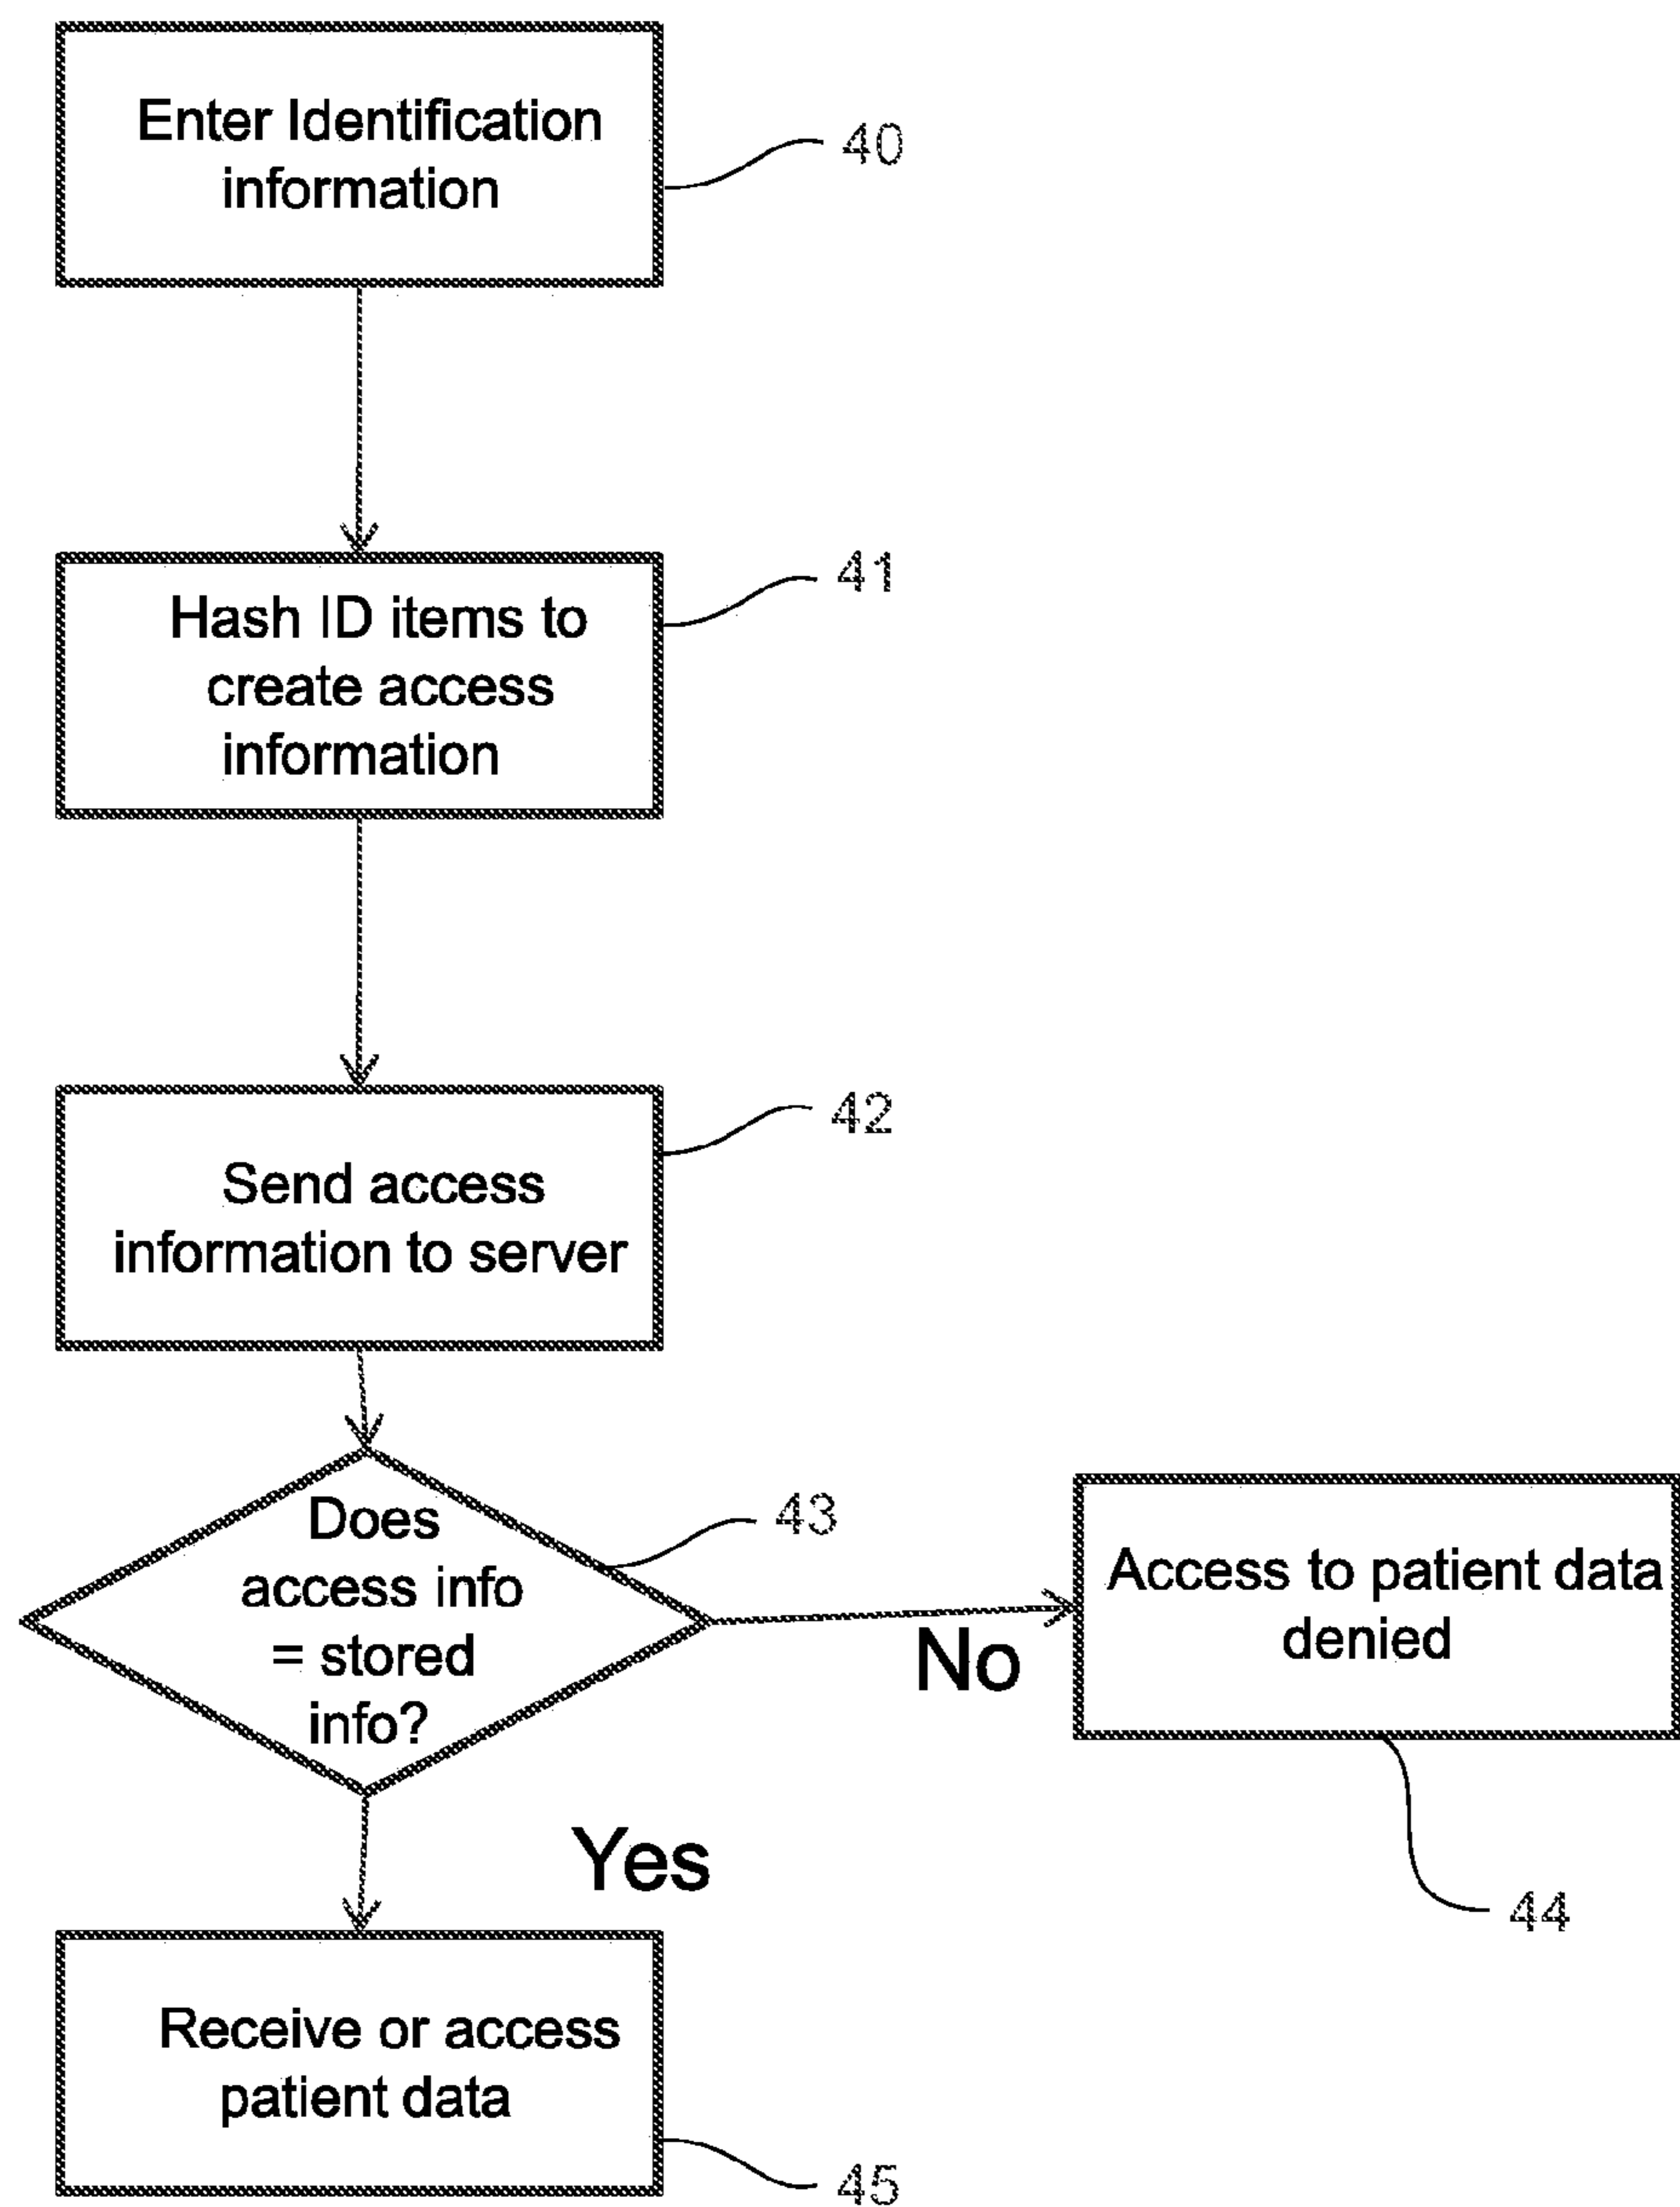 Enter Identification
information
40
Hash ID items to
create access
information
41
Send access
information to server
42
Does
access info
= stored
info?
43
No
Access to patient data
denied
44
Yes
Receive or access
patient data
45